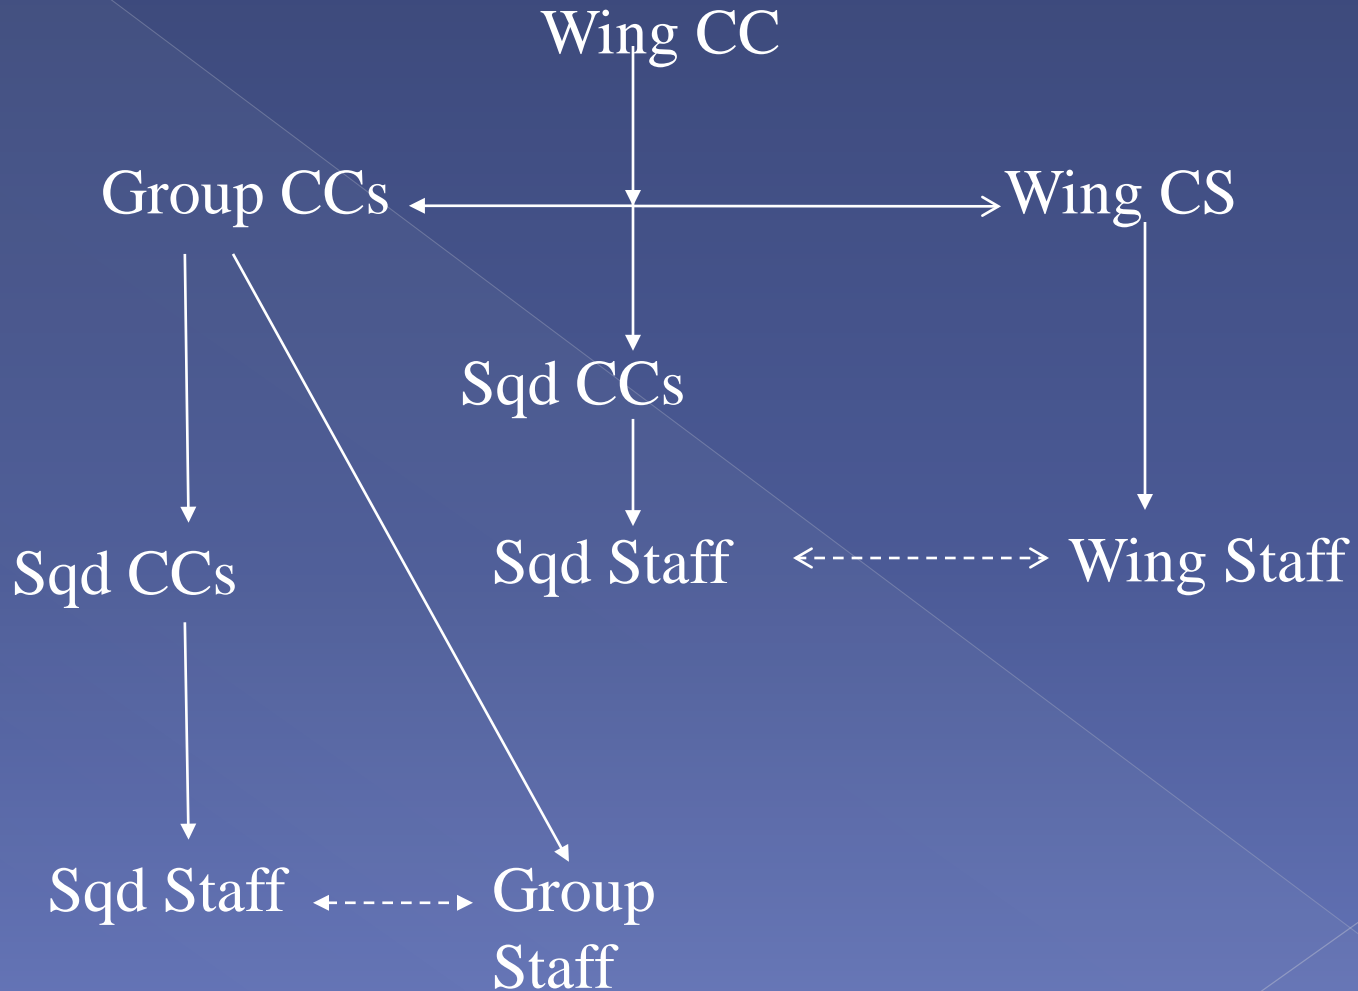 Wing CC
Group CCs
Wing CS
Sqd CCs
Sqd CCs
Sqd Staff
Wing Staff
Sqd Staff
Group
Staff